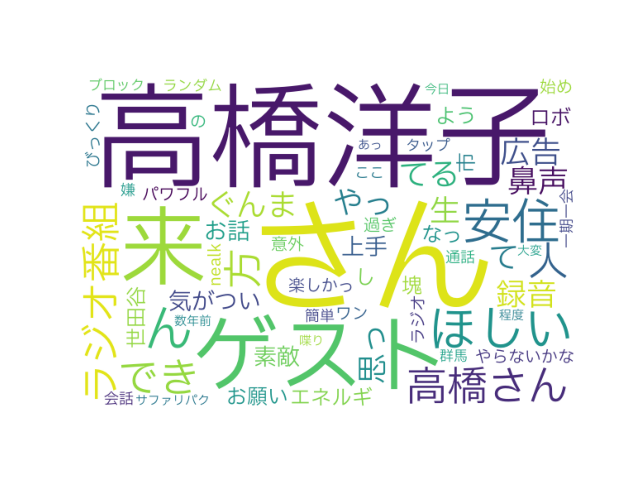 ブロック
ランダム
今日
始め
高橋洋子
びっくり
の
あっ
タップ
よう
ロボ
ここ
てる
市
広告
嫌
パワフル
鼻声
一期一会
ラジオ番組
来
ぐんま
やっ
生
安住
人
お話
方
さん
過ぎ
なっ
て
nealk
意外
上手
通話
大変
世田谷
気がつい
楽しかっ
し
塊
録音
数年前
ん
ゲスト
簡単
ワン
ラジオ
ほしい
程度
喋り
素敵
思っ
群馬
やらないかな
でき
高橋さん
会話
サファリパク
お願い
エネルギ